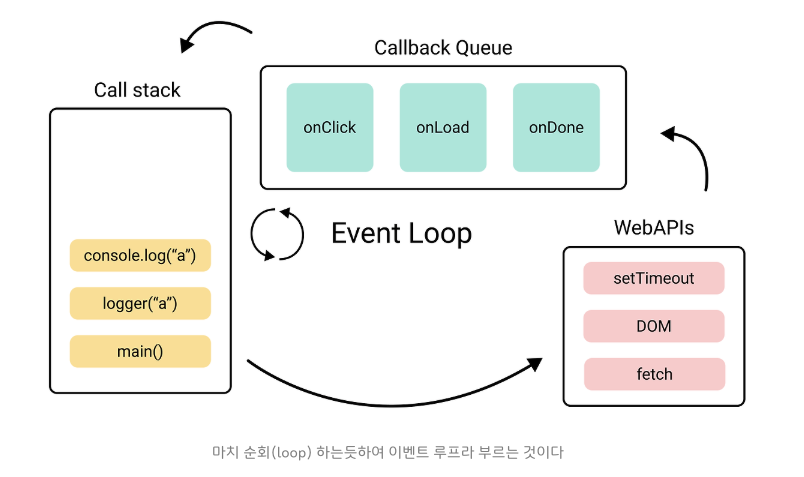 Callback Queue
onClick
onLoad
onDone
Call stack
console.log(“a”)
logger(“a”)
main()
Event Loop
WebAPIs
setTimeout
DOM
fetch
마치 순회(loop) 하는듯하여 이벤트 루프라 부르는 것이다